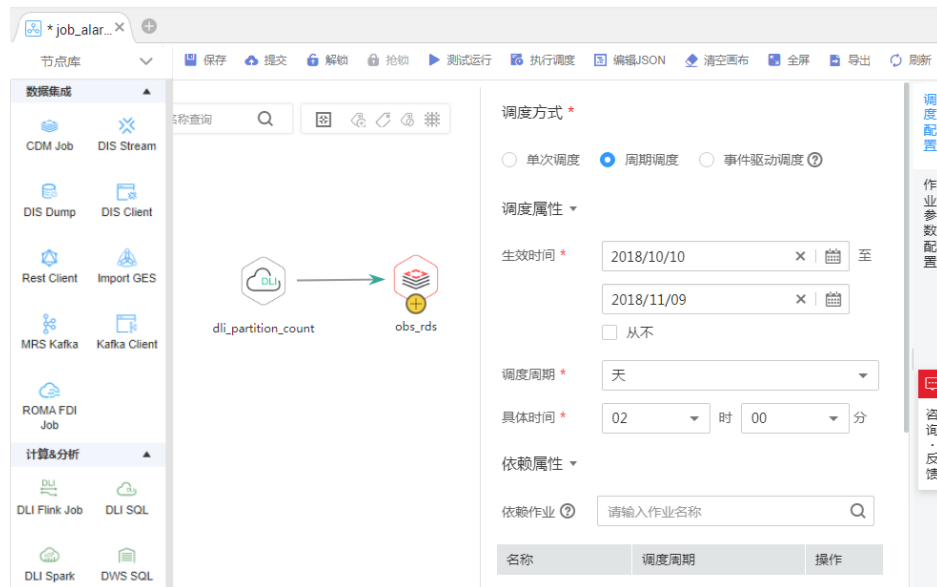 * job_alar...
节点库
保存 提交 解锁 抢锁 测试运行 执行调度 编辑JSON 清空画布 全屏 导出 刷新
数据集成
CDM Job DIS Stream
DIS Dump DIS Client
Rest Client Import GES
MRS Kafka Kafka Client
ROMA FDI
Job
计算&分析
DLI Flink Job DLI SQL
DLI Spark DWS SQL
名称查询
DLI
dli_partition_count
obs_rds
调度方式 *
单次调度 周期调度 事件驱动调度
调度属性
生效时间 * 2018/10/10 至
2018/11/09
从不
调度周期 * 天
具体时间 * 02 时 00 分
依赖属性
依赖作业 请输入作业名称
名称 调度周期 操作
调度配置
作业参数配置
咨询·反馈